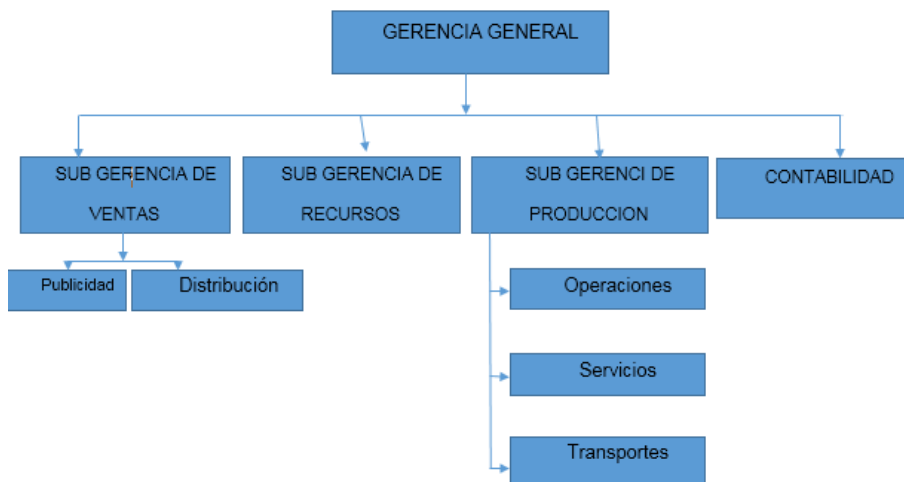 GERENCIA GENERAL
SUB GERENCIA DE
VENTAS
SUB GERENCIA DE
RECURSOS
SUB GERENCI DE
PRODUCCION
CONTABILIDAD
Publicidad
Distribución
Operaciones
Servicios
Transportes